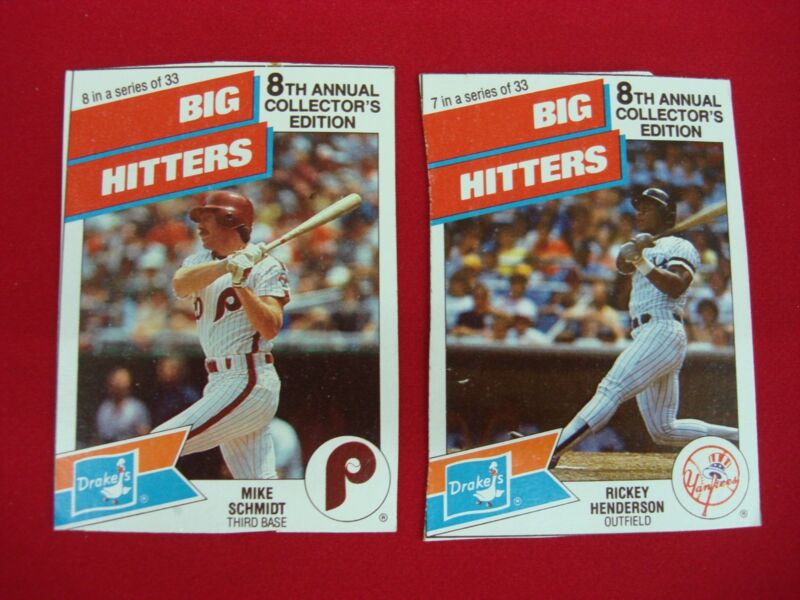 8 in a series of 33
BIG
HITTERS
8TH ANNUAL
COLLECTOR'S
EDITION
P
Drake's
®
MIKE
SCHMIDT
THIRD BASE
P
®
7 in a series of 33
BIG
HITTERS
8TH ANNUAL
COLLECTOR'S
EDITION
Drake's
®
RICKEY
HENDERSON
OUTFIELD
Yankees
®